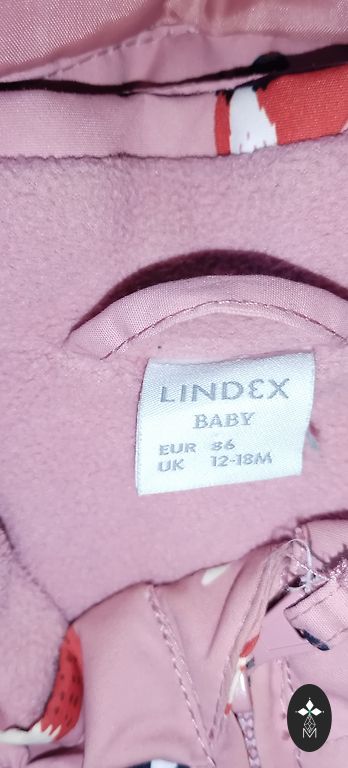 LINDEX
BABY
EUR 86
UK 12-18M